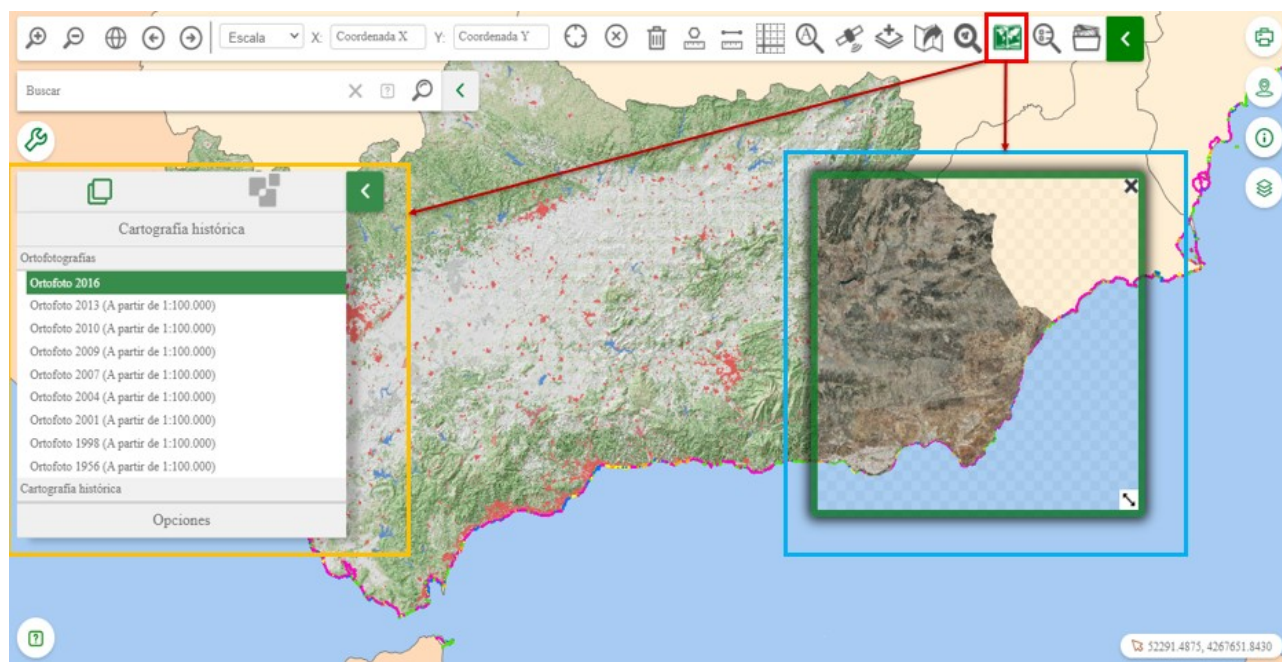 Escala X: Coordenada X Y: Coordenada Y
Buscar
Cartografía histórica
Ortofotografías
Ortofoto 2016
Ortofoto 2013 (A partir de 1:100.000)
Ortofoto 2010 (A partir de 1:100.000)
Ortofoto 2009 (A partir de 1:100.000)
Ortofoto 2007 (A partir de 1:100.000)
Ortofoto 2004 (A partir de 1:100.000)
Ortofoto 2001 (A partir de 1:100.000)
Ortofoto 1998 (A partir de 1:100.000)
Ortofoto 1956 (A partir de 1:100.000)
Cartografía histórica
Opciones
52291.4875, 4267651.8430